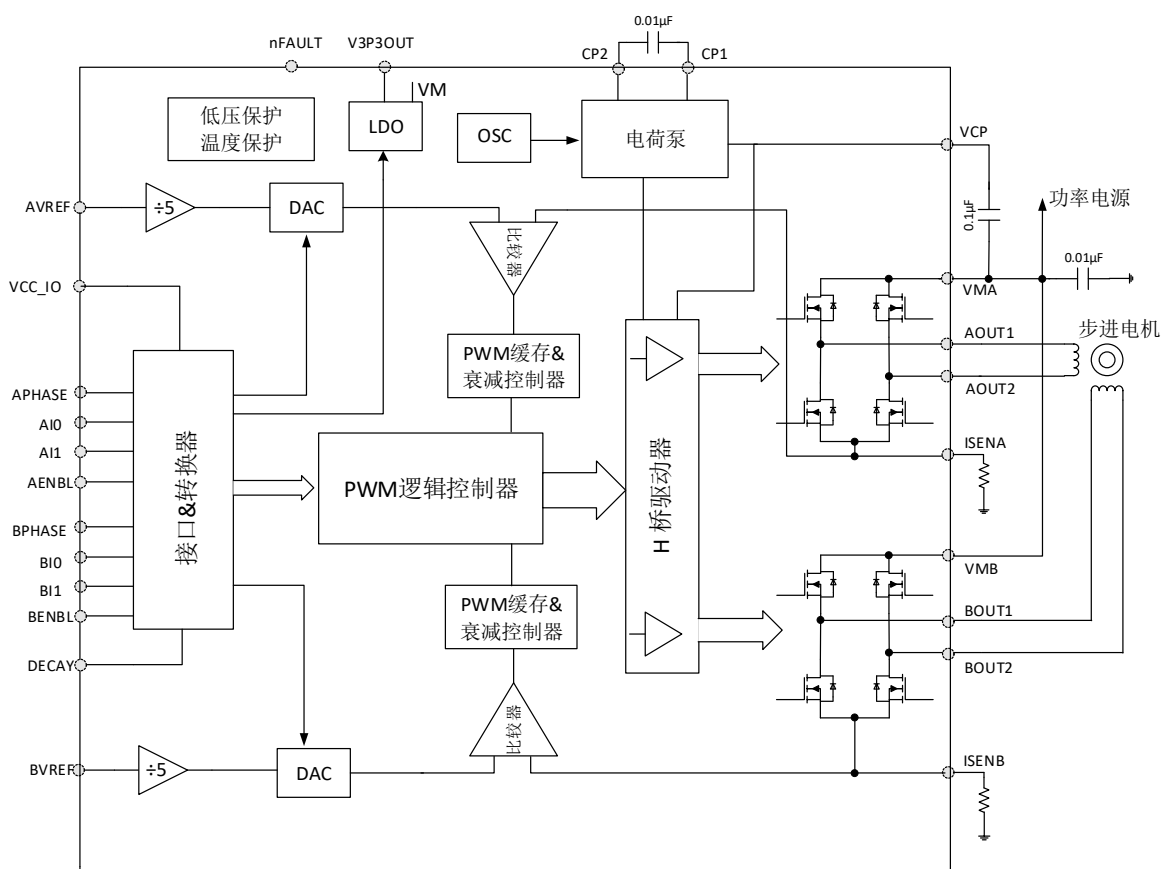 0.01μF
nFAULT
V3P3OUT
CP2
CP1
VM
低压保护
温度保护
LDO
OSC
电荷泵
VCP
AVREF
÷5
DAC
比较器
0.1μF
功率电源
0.01μF
VCC_IO
VMA
步进电机
AOUT1
PWM缓存&
衰减控制器
AOUT2
APHASE
AI0
AI1
AENBL
BPHASE
BI0
BI1
BENBL
DECAY
接口&转换器
PWM逻辑控制器
H 桥驱动器
ISENA
VMB
PWM缓存&
衰减控制器
BOUT1
BOUT2
比较器
BVREF
÷5
DAC
ISENB